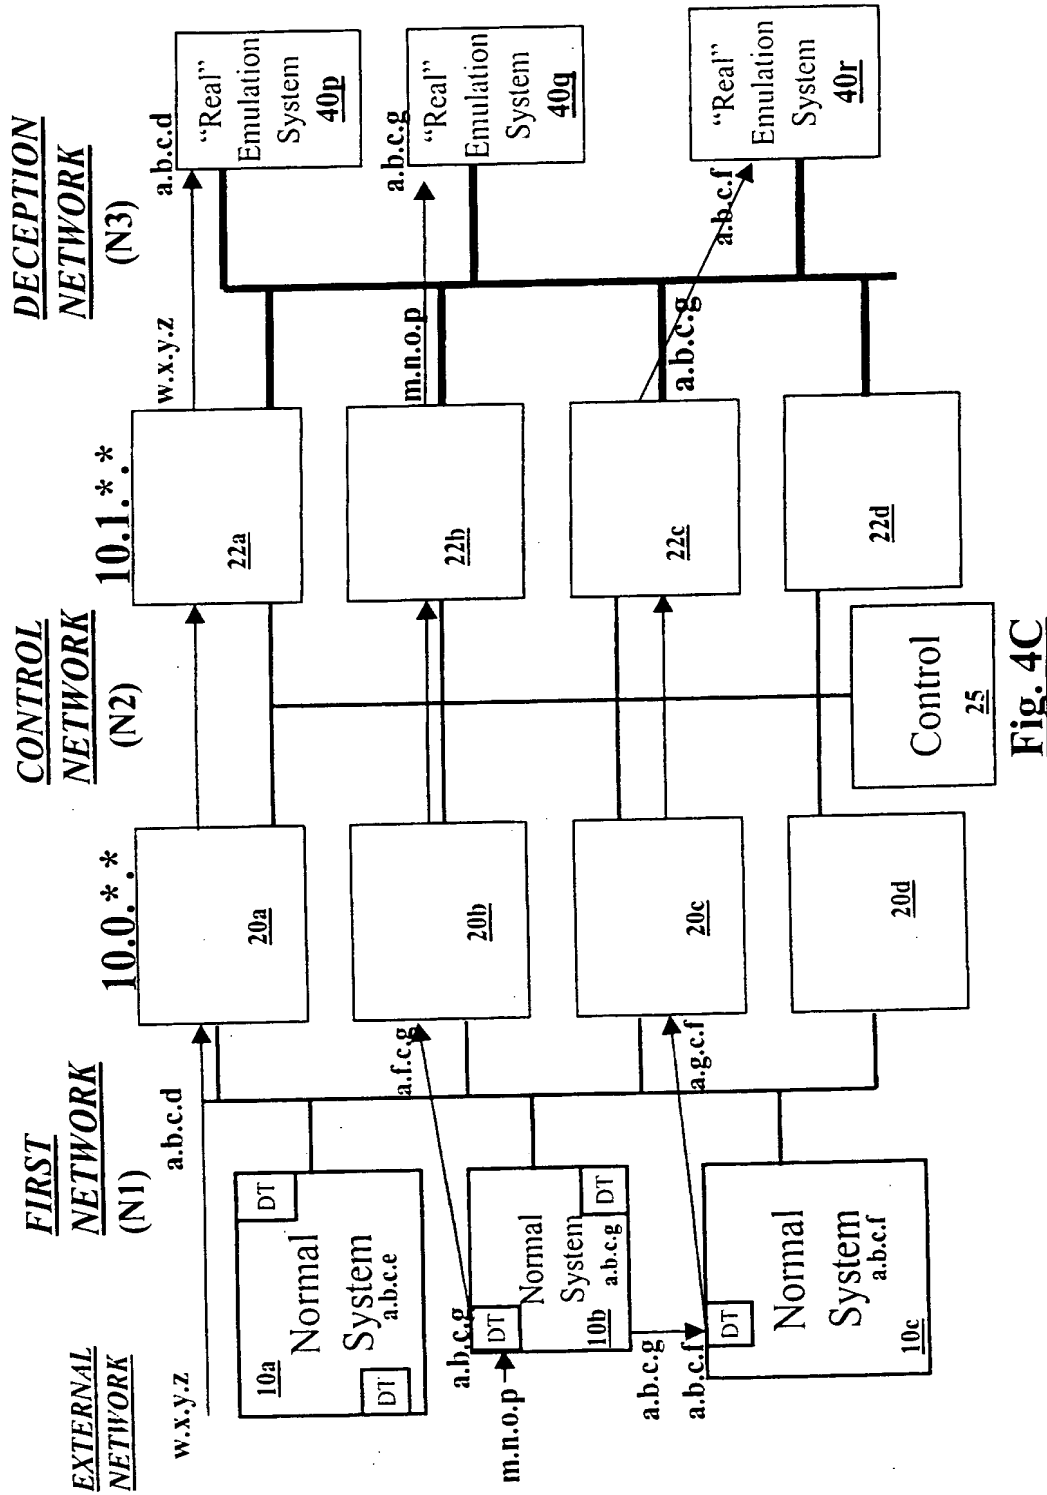 EXTERNAL
NETWORK
FIRST
NETWORK
(N1)
CONTROL
NETWORK
(N2)
DECEPTION
NETWORK
(N3)
10.0.*.*
10.1.*.*
w.x.y.z
a.b.c.d
w.x.y.z
a.b.c.d
10a
Normal
System
a.b.c.e
DT
DT
20a
22a
"Real"
Emulation
System
40p
a.b.c.g
m.n.o.p
DT
Normal
System
10b
a.b.c.g
DT
a.f.c.g
20b
22b
m.n.o.p
a.b.c.g
"Real"
Emulation
System
40q
a.b.c.g
a.b.c.f
DT
Normal
System
a.b.c.f
10c
a.g.c.f
20c
22c
a.b.c.g
a.b.c.f
"Real"
Emulation
System
40r
20d
22d
Control
25
Fig. 4C